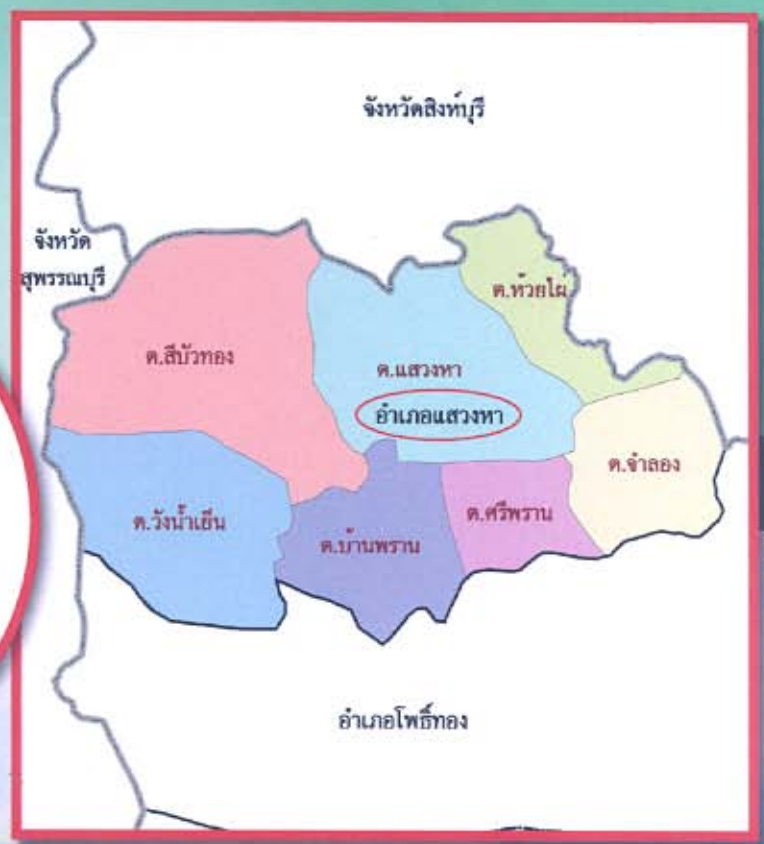 จังหวัดสิงห์บุรี
จังหวัด
สุพรรณบุรี
ต.ห้วยไผ่
ต.สีบัวทอง
ต.แสวงหา
อำเภอแสวงหา
ต.จำลอง
ต.วังน้ำเย็น
ต.ศรีพราน
ต.บ้านพราน
อำเภอโพธิ์ทอง